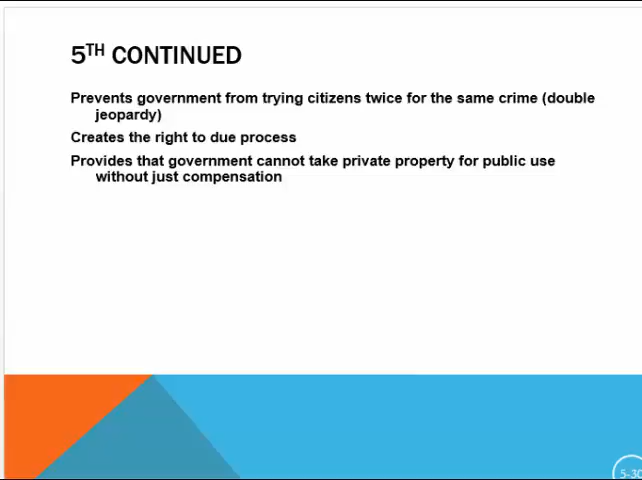 5TH CONTINUED
Prevents government from trying citizens twice for the same crime (double
jeopardy)
Creates the right to due process
Provides that government cannot take private property for public use
without just compensation
5-30